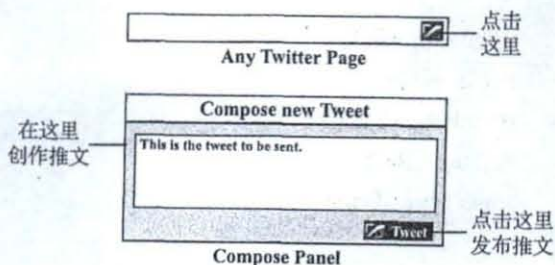 点击
这里
Any Twitter Page
Compose new Tweet
在这里
创作推文
This is the tweet to be sent.
Tweet
点击这里
发布推文
Compose Panel